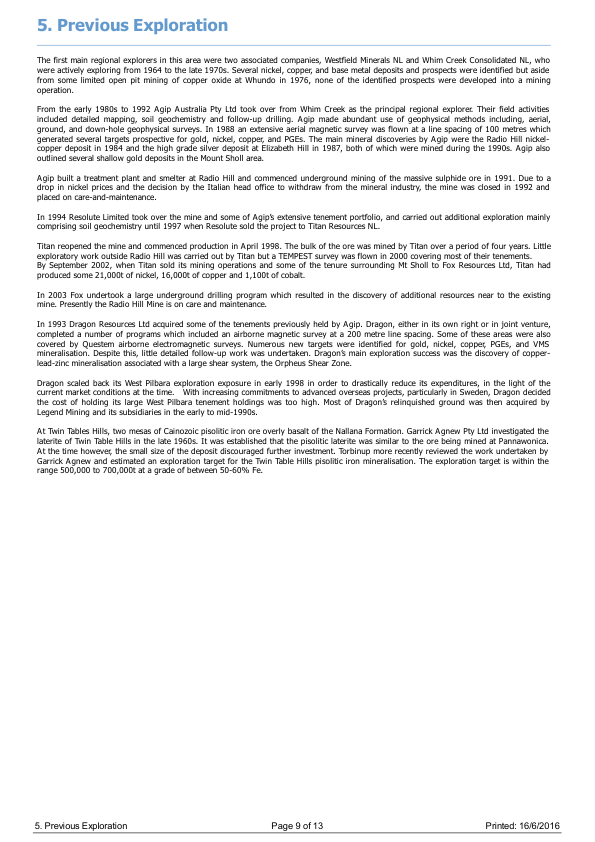 5. Previous Exploration
The first main regional explorers in this area were two associated companies, Westfield Minerals NL and Whim Creek Consolidated NL, who
were actively exploring from 1964 to the late 1970s. Several nickel, copper, and base metal deposits and prospects were identified but aside
from some limited open pit mining of copper oxide at Whundo in 1976, none of the identified prospects were developed into a mining
operation.
From the early 1980s to 1992 Agip Australia Pty Ltd took over from Whim Creek as the principal regional explorer. Their field activities
included detailed mapping, soil geochemistry and follow-up drilling. Agip made abundant use of geophysical methods including, aerial,
ground, and down-hole geophysical surveys. In 1988 an extensive aerial magnetic survey was flown at a line spacing of 100 metres which
generated several targets prospective for gold, nickel, copper, and PGEs. The main mineral discoveries by Agip were the Radio Hill nickel-
copper deposit in 1984 and the high grade silver deposit at Elizabeth Hill in 1987, both of which were mined during the 1990s. Agip also
outlined several shallow gold deposits in the Mount Sholl area.
Agip built a treatment plant and smelter at Radio Hill and commenced underground mining of the massive sulphide ore in 1991. Due to a
drop in nickel prices and the decision by the Italian head office to withdraw from the mineral industry, the mine was closed in 1992 and
placed on care-and-maintenance.
In 1994 Resolute Limited took over the mine and some of Agip's extensive tenement portfolio, and carried out additional exploration mainly
comprising soil geochemistry until 1997 when Resolute sold the project to Titan Resources NL.
Titan reopened the mine and commenced production in April 1998. The bulk of the ore was mined by Titan over a period of four years. Little
exploratory work outside Radio Hill was carried out by Titan but a TEMPEST survey was flown in 2000 covering most of their tenements.
By September 2002, when Titan sold its mining operations and some of the tenure surrounding Mt Sholl to Fox Resources Ltd, Titan had
produced some 21,000t of nickel, 16,000t of copper and 1,100t of cobalt.
In 2003 Fox undertook a large underground drilling program which resulted in the discovery of additional resources near to the existing
mine. Presently the Radio Hill Mine is on care and maintenance.
In 1993 Dragon Resources Ltd acquired some of the tenements previously held by Agip. Dragon, either in its own right or in joint venture,
completed a number of programs which included an airborne magnetic survey at a 200 metre line spacing. Some of these areas were also
covered by Questem airborne electromagnetic surveys. Numerous new targets were identified for gold, nickel, copper, PGEs, and VMS
mineralisation. Despite this, little detailed follow-up work was undertaken. Dragon's main exploration success was the discovery of copper-
lead-zinc mineralisation associated with a large shear system, the Orpheus Shear Zone.
Dragon scaled back its West Pilbara exploration exposure in early 1998 in order to drastically reduce its expenditures, in the light of the
current market conditions at the time. With increasing commitments to advanced overseas projects, particularly in Sweden, Dragon decided
the cost of holding its large West Pilbara tenement holdings was too high. Most of Dragon's relinquished ground was then acquired by
Legend Mining and its subsidiaries in the early to mid-1990s.
At Twin Tables Hills, two mesas of Cainozoic pisolitic iron ore overly basalt of the Nallana Formation. Garrick Agnew Pty Ltd investigated the
laterite of Twin Table Hills in the late 1960s. It was established that the pisolitic laterite was similar to the ore being mined at Pannawonica.
At the time however, the small size of the deposit discouraged further investment. Torbinup more recently reviewed the work undertaken by
Garrick Agnew and estimated an exploration target for the Twin Table Hills pisolitic iron mineralisation. The exploration target is within the
range 500,000 to 700,000t at a grade of between 50-60% Fe.
5. Previous Exploration
Page 9 of 13
Printed: 16/6/2016